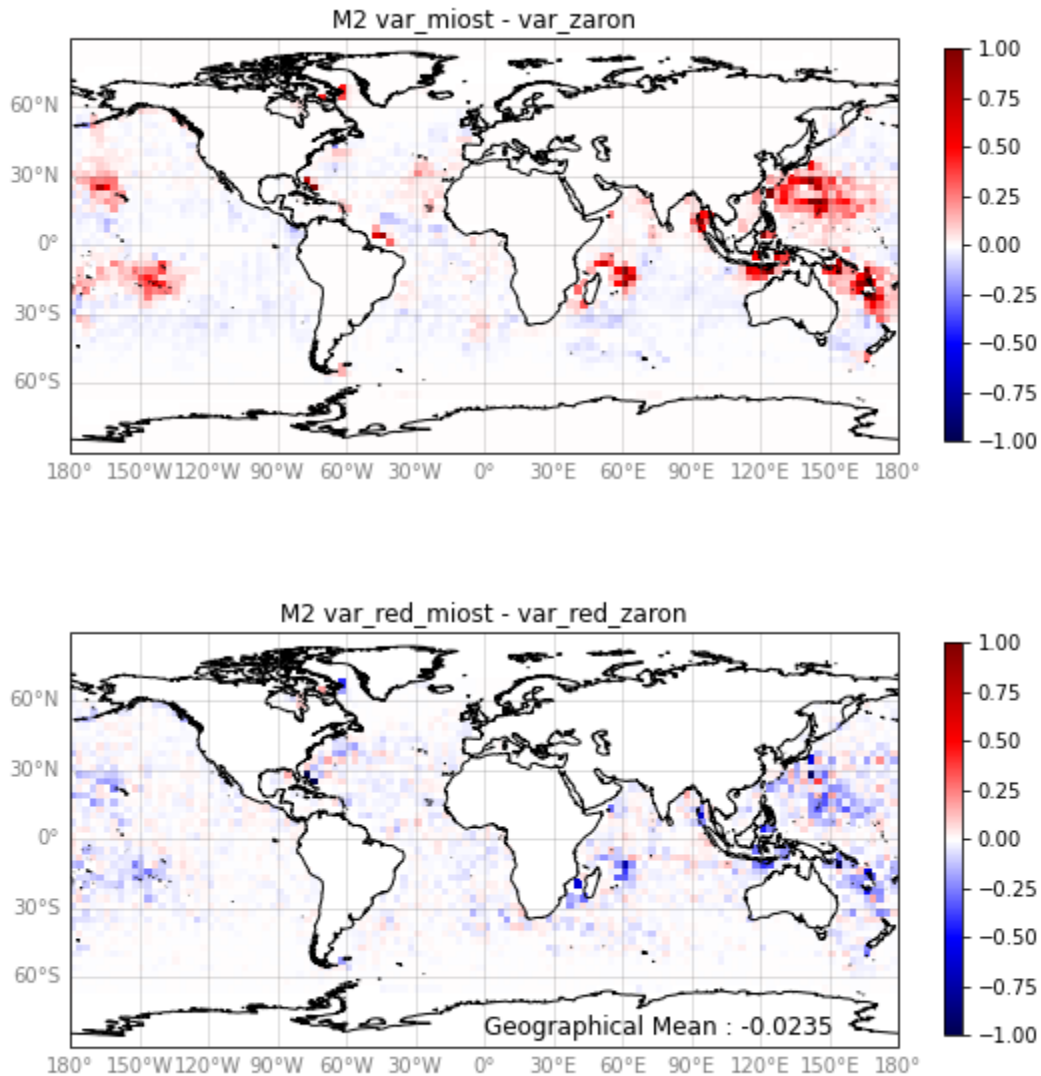 M2 var_miost - var_zaron
60°N
30°N
0°
30°S
60°S
180° 150°W 120°W 90°W 60°W 30°W 0° 30°E 60°E 90°E 120°E 150°E 180°
1.00
0.75
0.50
0.25
0.00
−0.25
−0.50
−0.75
−1.00
M2 var_red_miost - var_red_zaron
60°N
30°N
0°
30°S
60°S
Geographical Mean : -0.0235
180° 150°W 120°W 90°W 60°W 30°W 0° 30°E 60°E 90°E 120°E 150°E 180°
1.00
0.75
0.50
0.25
0.00
−0.25
−0.50
−0.75
−1.00